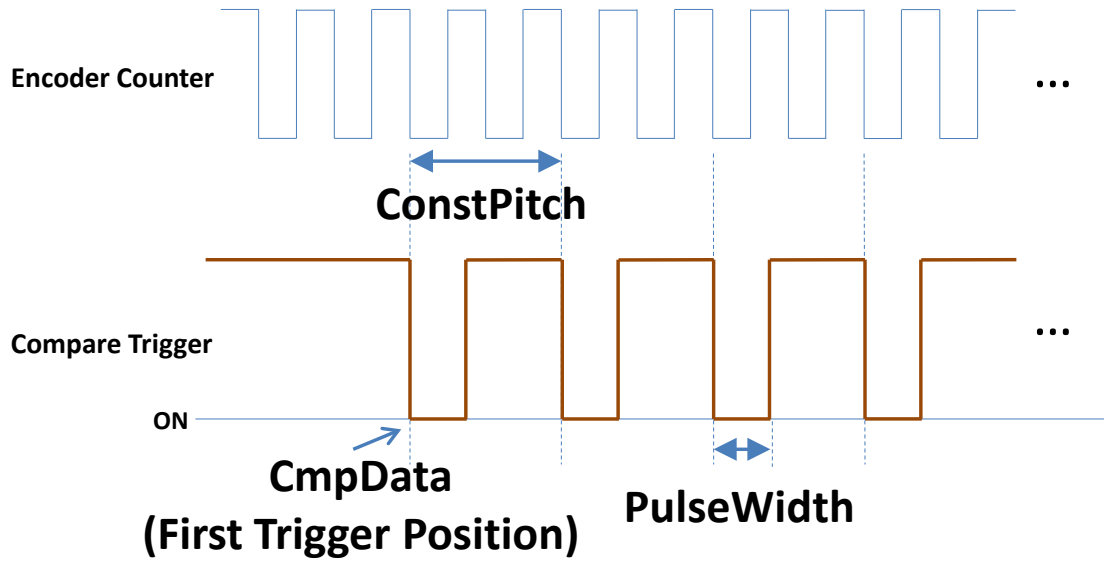 Encoder Counter
...
ConstPitch
Compare Trigger
...
ON
CmpData
(First Trigger Position)
PulseWidth